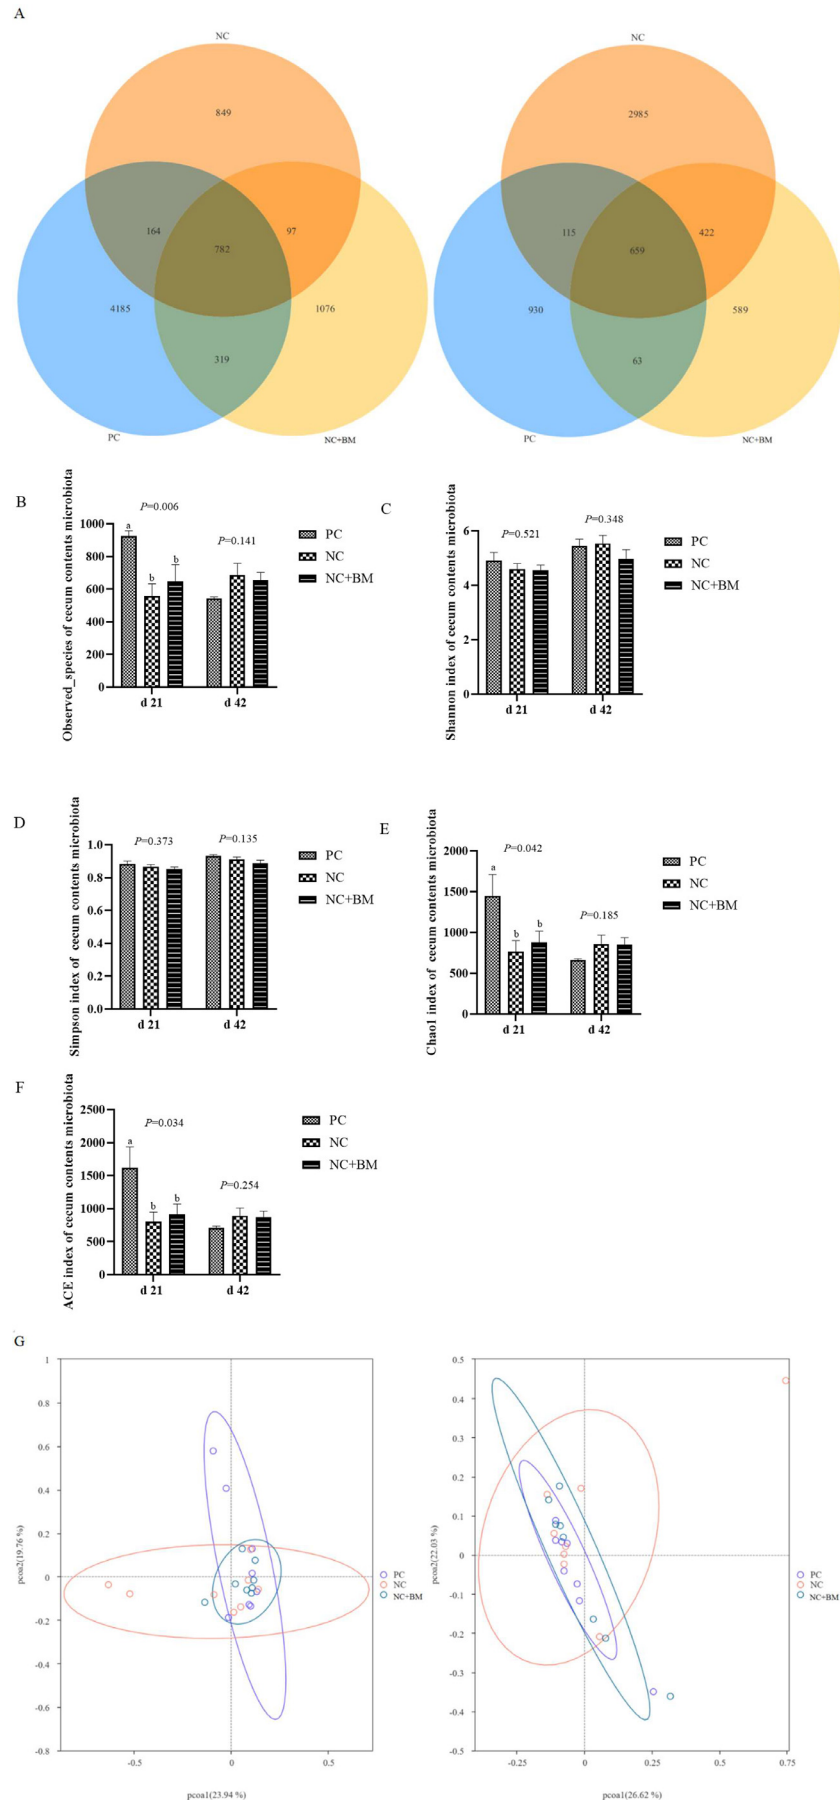 A
NC
NC
849
2985
164
97
782
115
422
659
4185
1076
319
930
589
63
PC
NC+BM
PC
NC+BM
B
Observed_species of cecum contents microbiota
P=0.006
P=0.141
1000
800
600
400
200
0
a
b
b
d 21
d 42
PC
NC
NC+BM
C
Shannon index of cecum contents microbiota
P=0.521
P=0.348
6
4
2
0
d 21
d 42
PC
NC
NC+BM
D
Simpson index of cecum contents microbiota
P=0.373
P=0.135
1.0
0.8
0.6
0.4
0.2
0.0
d 21
d 42
PC
NC
NC+BM
E
Chao1 index of cecum contents microbiota
P=0.042
P=0.185
2000
1500
1000
500
0
a
b
b
d 21
d 42
PC
NC
NC+BM
F
ACE index of cecum contents microbiota
P=0.034
P=0.254
2500
2000
1500
1000
500
0
a
b
b
d 21
d 42
PC
NC
NC+BM
G
pcoa2(19.76 %)
1
0.8
0.6
0.4
0.2
0
-0.2
-0.4
-0.6
-0.8
-0.5
0
0.5
pcoa1(23.94 %)
PC
NC
NC+BM
pcoa2(22.03 %)
0.5
0.4
0.3
0.2
0.1
0
-0.1
-0.2
-0.3
-0.4
-0.5
-0.25
0
0.25
0.5
0.75
pcoa1(26.62 %)
PC
NC
NC+BM